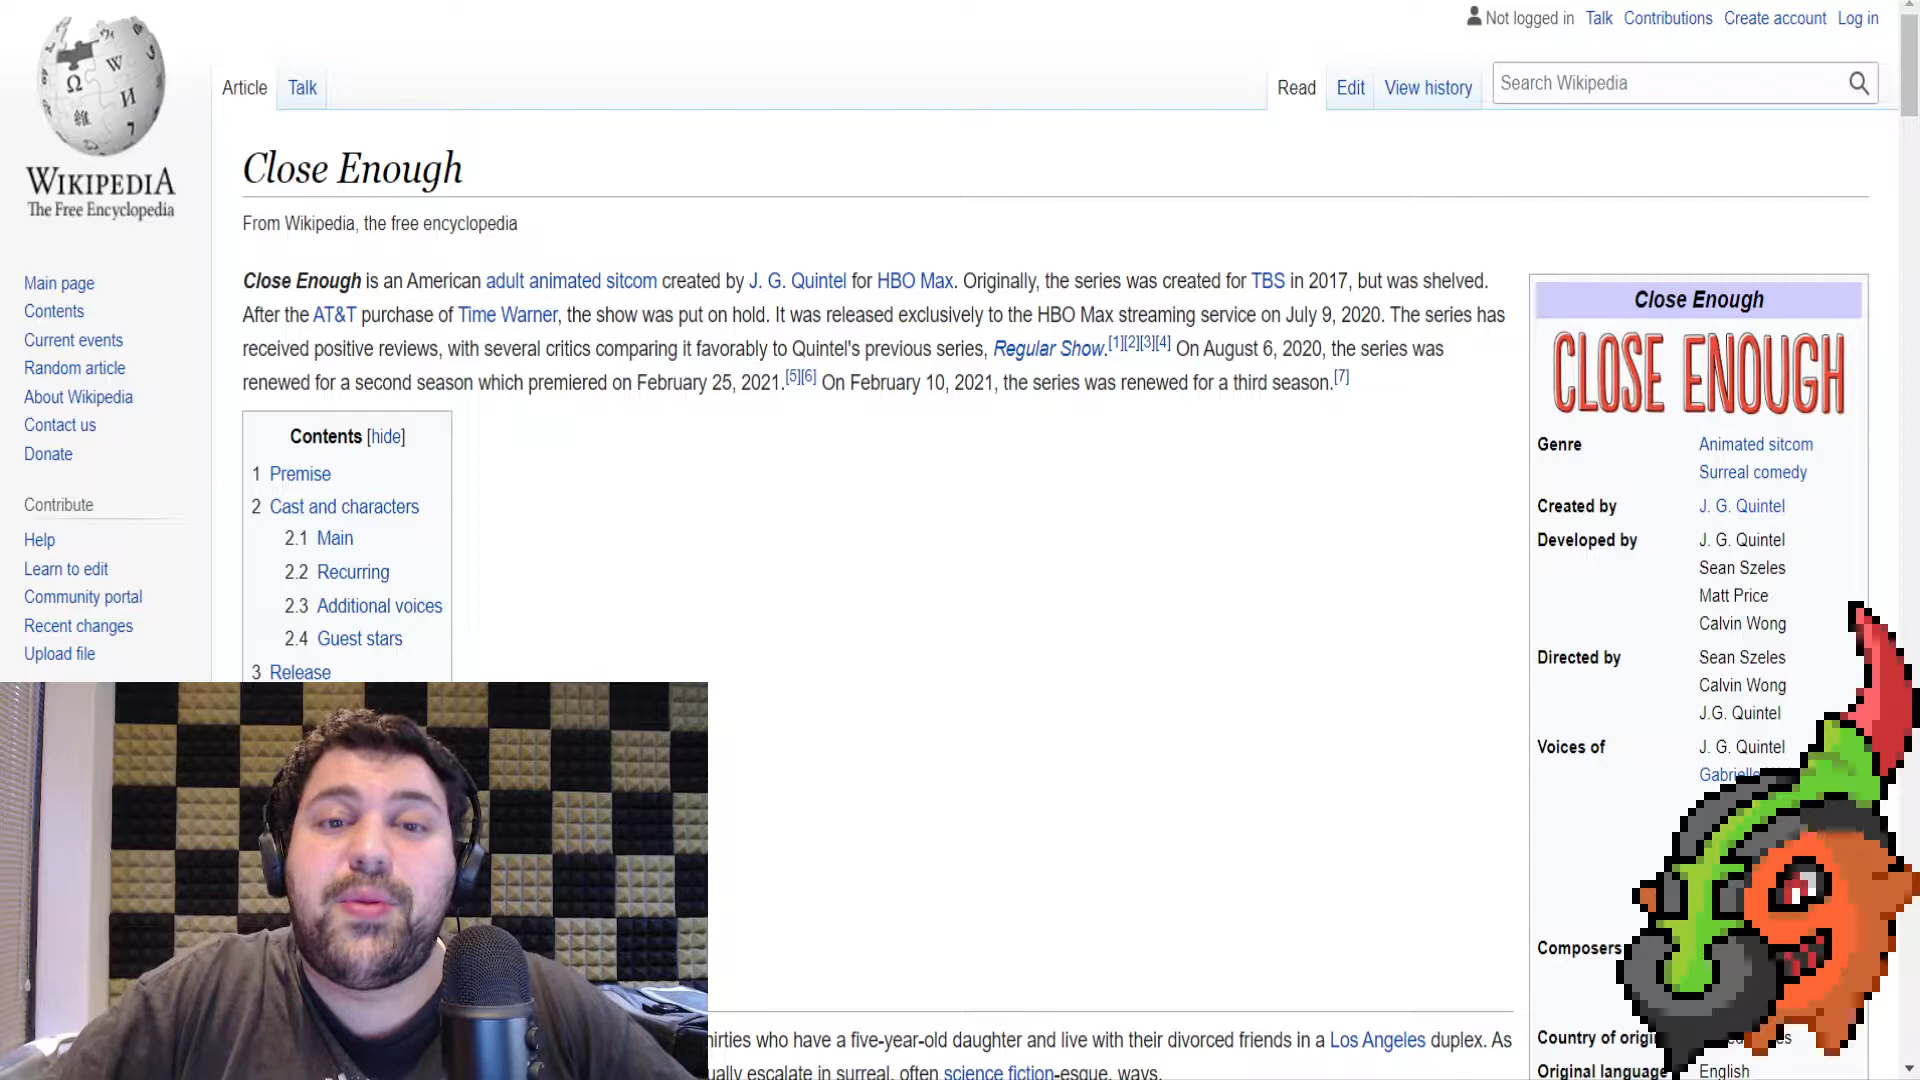 Not logged in Talk Contributions Create account Log in
Article Talk Read Edit View history Search Wikipedia
WIKIPEDIA
The Free Encyclopedia
Main page
Contents
Current events
Random article
About Wikipedia
Contact us
Donate
Contribute
Help
Learn to edit
Community portal
Recent changes
Upload file
Close Enough
From Wikipedia, the free encyclopedia
Close Enough is an American adult animated sitcom created by J. G. Quintel for HBO Max. Originally, the series was created for TBS in 2017, but was shelved.
After the AT&T purchase of Time Warner, the show was put on hold. It was released exclusively to the HBO Max streaming service on July 9, 2020. The series has
received positive reviews, with several critics comparing it favorably to Quintel's previous series, Regular Show.[1][2][3][4] On August 6, 2020, the series was
renewed for a second season which premiered on February 25, 2021.[5][6] On February 10, 2021, the series was renewed for a third season.[7]
Contents [hide]
1 Premise
2 Cast and characters
2.1 Main
2.2 Recurring
2.3 Additional voices
2.4 Guest stars
3 Release
Close Enough
CLOSE ENOUGH
Genre Animated sitcom
Surreal comedy
Created by J. G. Quintel
Developed by J. G. Quintel
Sean Szeles
Matt Price
Calvin Wong
Directed by Sean Szeles
Calvin Wong
J.G. Quintel
Voices of J. G. Quintel
Gabrielle
Composers
Country of
Original language English
who have a five-year-old daughter and live with their divorced friends in a Los Angeles duplex. As
escalate in surreal, often science fiction-esque, ways.